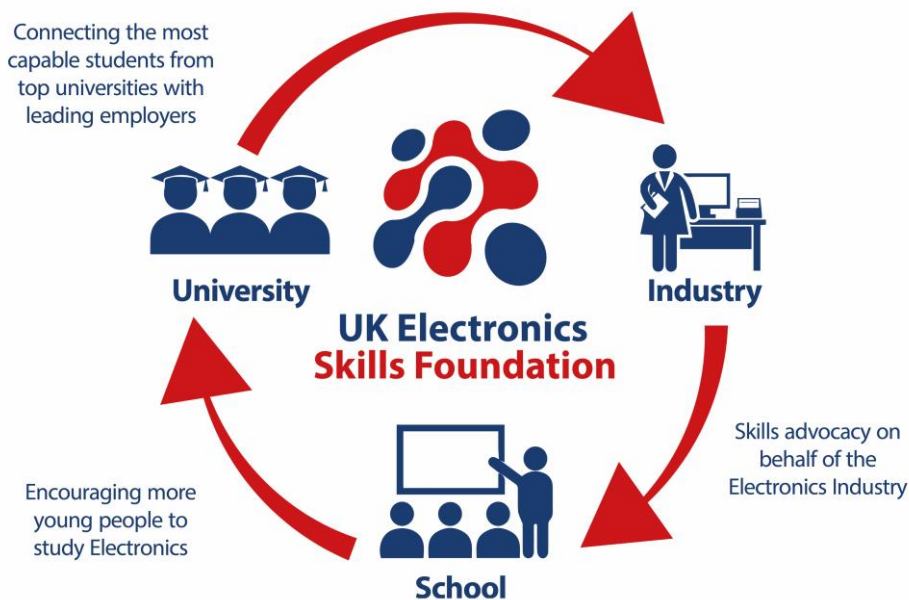 Connecting the most
capable students from
top universities with
leading employers
University
Industry
UK Electronics
Skills Foundation
Skills advocacy on
behalf of the
Electronics Industry
Encouraging more
young people to
study Electronics
School